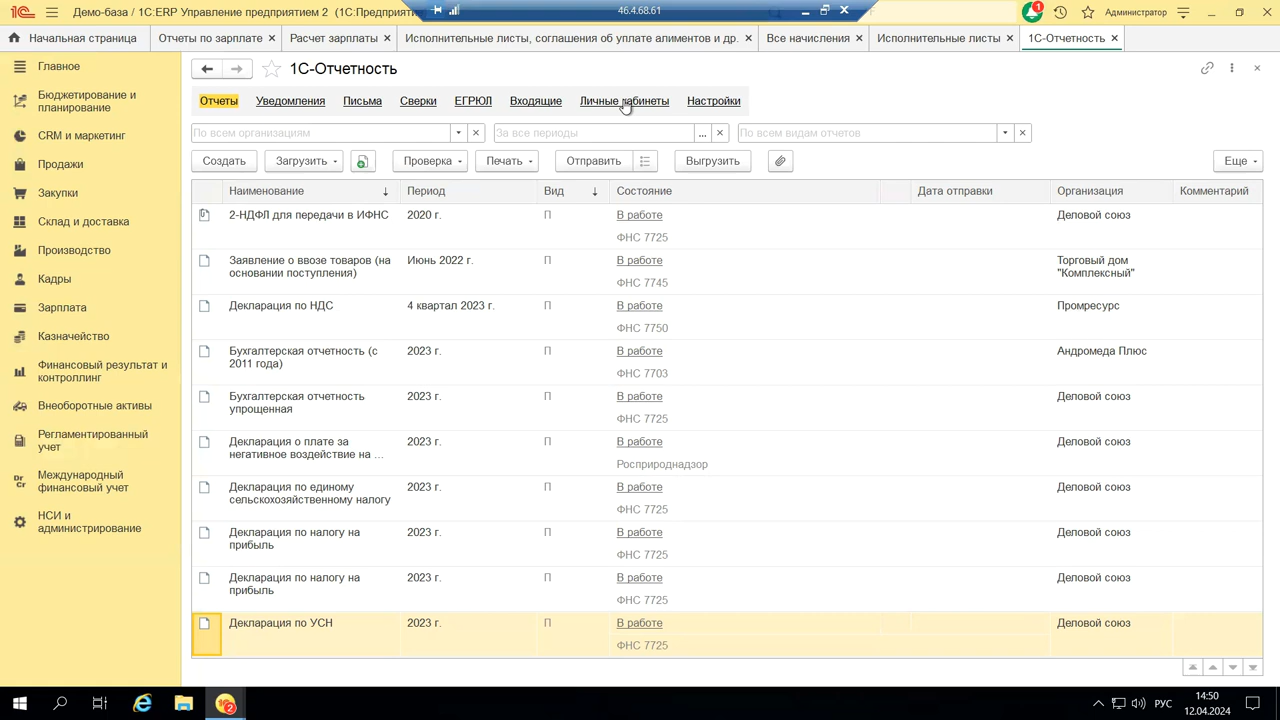 Демо-база / 1С:ERP Управление предприятием 2 (1С:Предприяти
46.4.68.61
1
Администратор
Начальная страница
Отчеты по зарплате
Расчет зарплаты
Исполнительные листы, соглашения об уплате алиментов и др.
Все начисления
Исполнительные листы
1С-Отчетность
Главное
Бюджетирование и
планирование
CRM и маркетинг
Продажи
Закупки
Склад и доставка
Производство
Кадры
Зарплата
Казначейство
Финансовый результат и
контроллинг
Внеоборотные активы
Регламентированный
учет
Международный
финансовый учет
НСИ и
администрирование
1С-Отчетность
Отчеты Уведомления Письма Сверки ЕГРЮЛ Входящие Личные кабинеты Настройки
По всем организациям За все периоды ... По всем видам отчетов
Создать Загрузить Проверка Печать Отправить Выгрузить Еще
Наименование Период Вид Состояние Дата отправки Организация Комментарий
2-НДФЛ для передачи в ИФНС 2020 г. П В работе Деловой союз
ФНС 7725
Заявление о ввозе товаров (на Июнь 2022 г. П В работе Торговый дом
основании поступления) "Комплексный"
ФНС 7745
Декларация по НДС 4 квартал 2023 г. П В работе Промресурс
ФНС 7750
Бухгалтерская отчетность (с 2023 г. П В работе Андромеда Плюс
2011 года)
ФНС 7703
Бухгалтерская отчетность 2023 г. П В работе Деловой союз
упрощенная
ФНС 7725
Декларация о плате за 2023 г. П В работе Деловой союз
негативное воздействие на ...
Росприроднадзор
Декларация по единому 2023 г. П В работе Деловой союз
сельскохозяйственному налогу
ФНС 7725
Декларация по налогу на 2023 г. П В работе Деловой союз
прибыль
ФНС 7725
Декларация по налогу на 2023 г. П В работе Деловой союз
прибыль
ФНС 7725
Декларация по УСН 2023 г. П В работе Деловой союз
ФНС 7725
2
РУС
14:50
12.04.2024